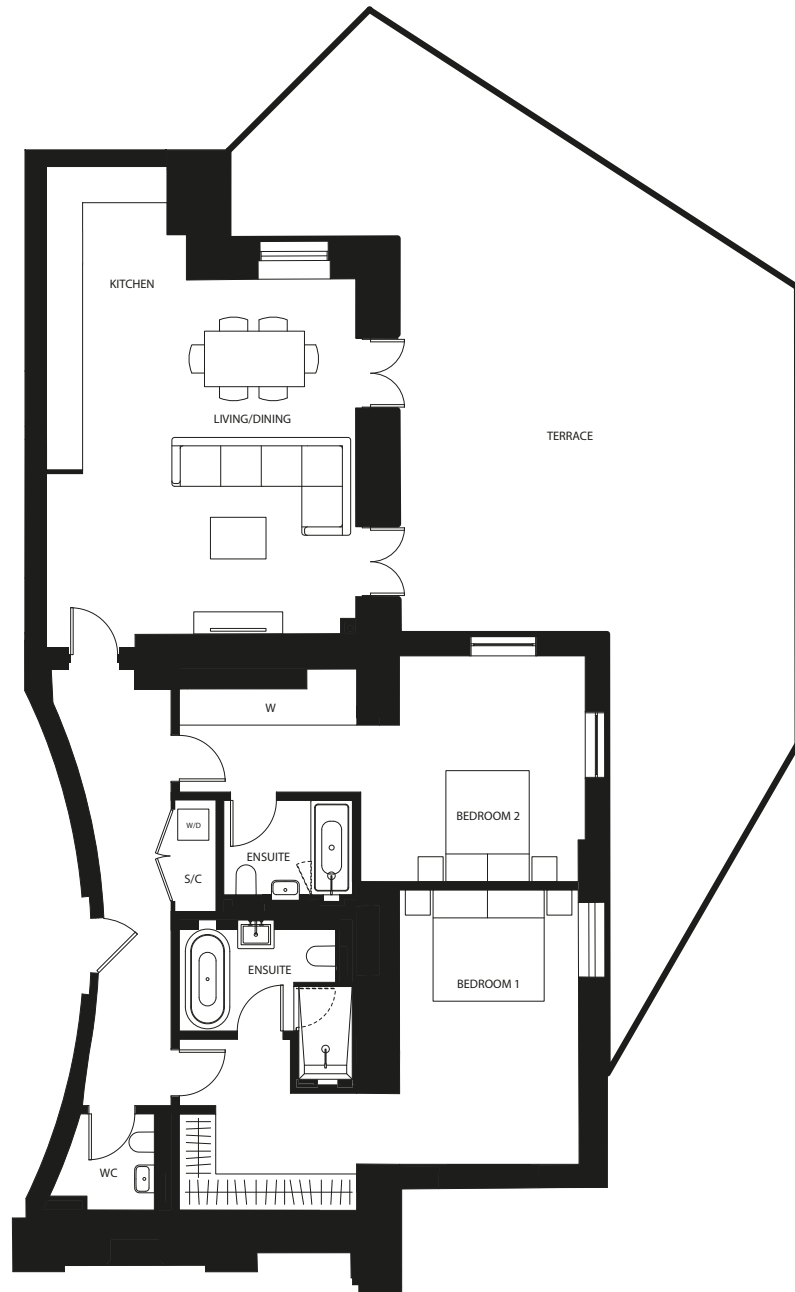 KITCHEN
LIVING/DINING
TERRACE
W
W/D
BEDROOM 2
ENSUITE
S/C
ENSUITE
BEDROOM 1
WC